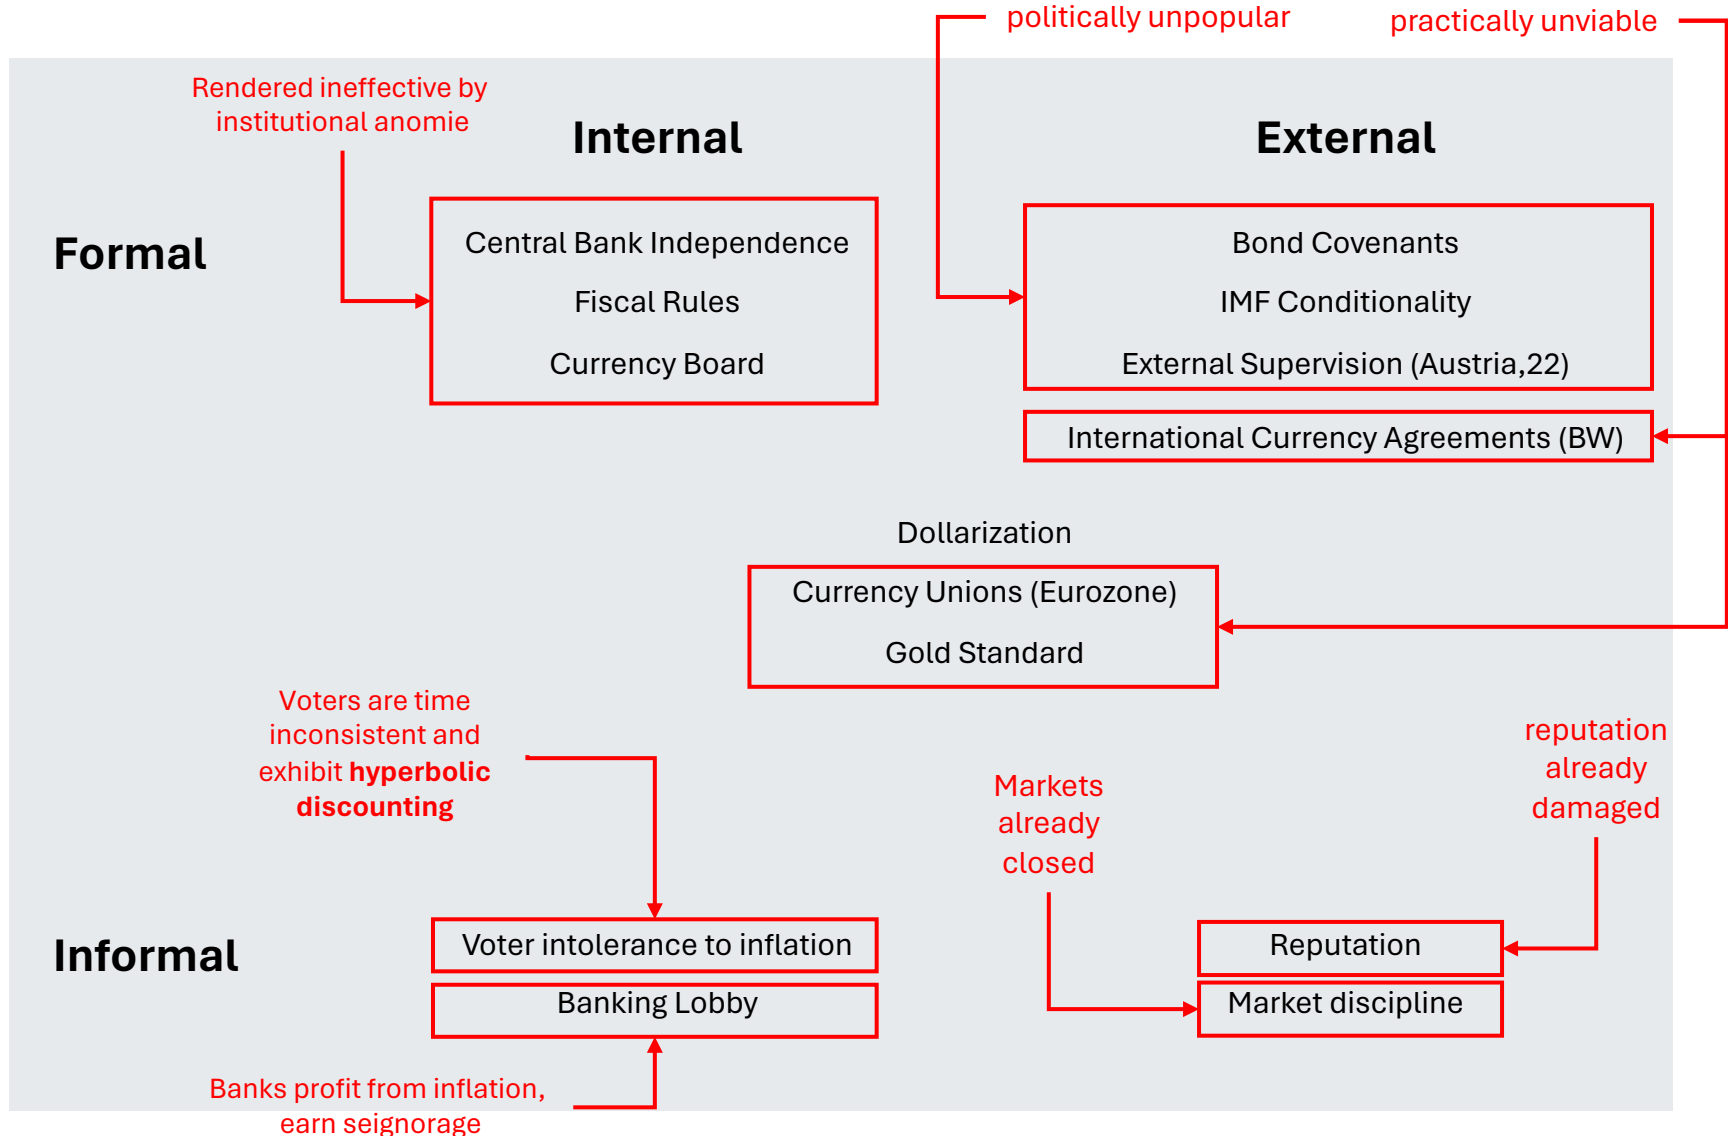 politically unpopular
practically unviable
Rendered ineffective by
institutional anomie
Internal
External
Formal
Central Bank Independence
Fiscal Rules
Currency Board
Bond Covenants
IMF Conditionality
External Supervision (Austria,22)
International Currency Agreements (BW)
Dollarization
Currency Unions (Eurozone)
Gold Standard
Voters are time
inconsistent and
exhibit hyperbolic
discounting
Markets
already
closed
reputation
already
damaged
Informal
Voter intolerance to inflation
Banking Lobby
Reputation
Market discipline
Banks profit from inflation,
earn seignorage